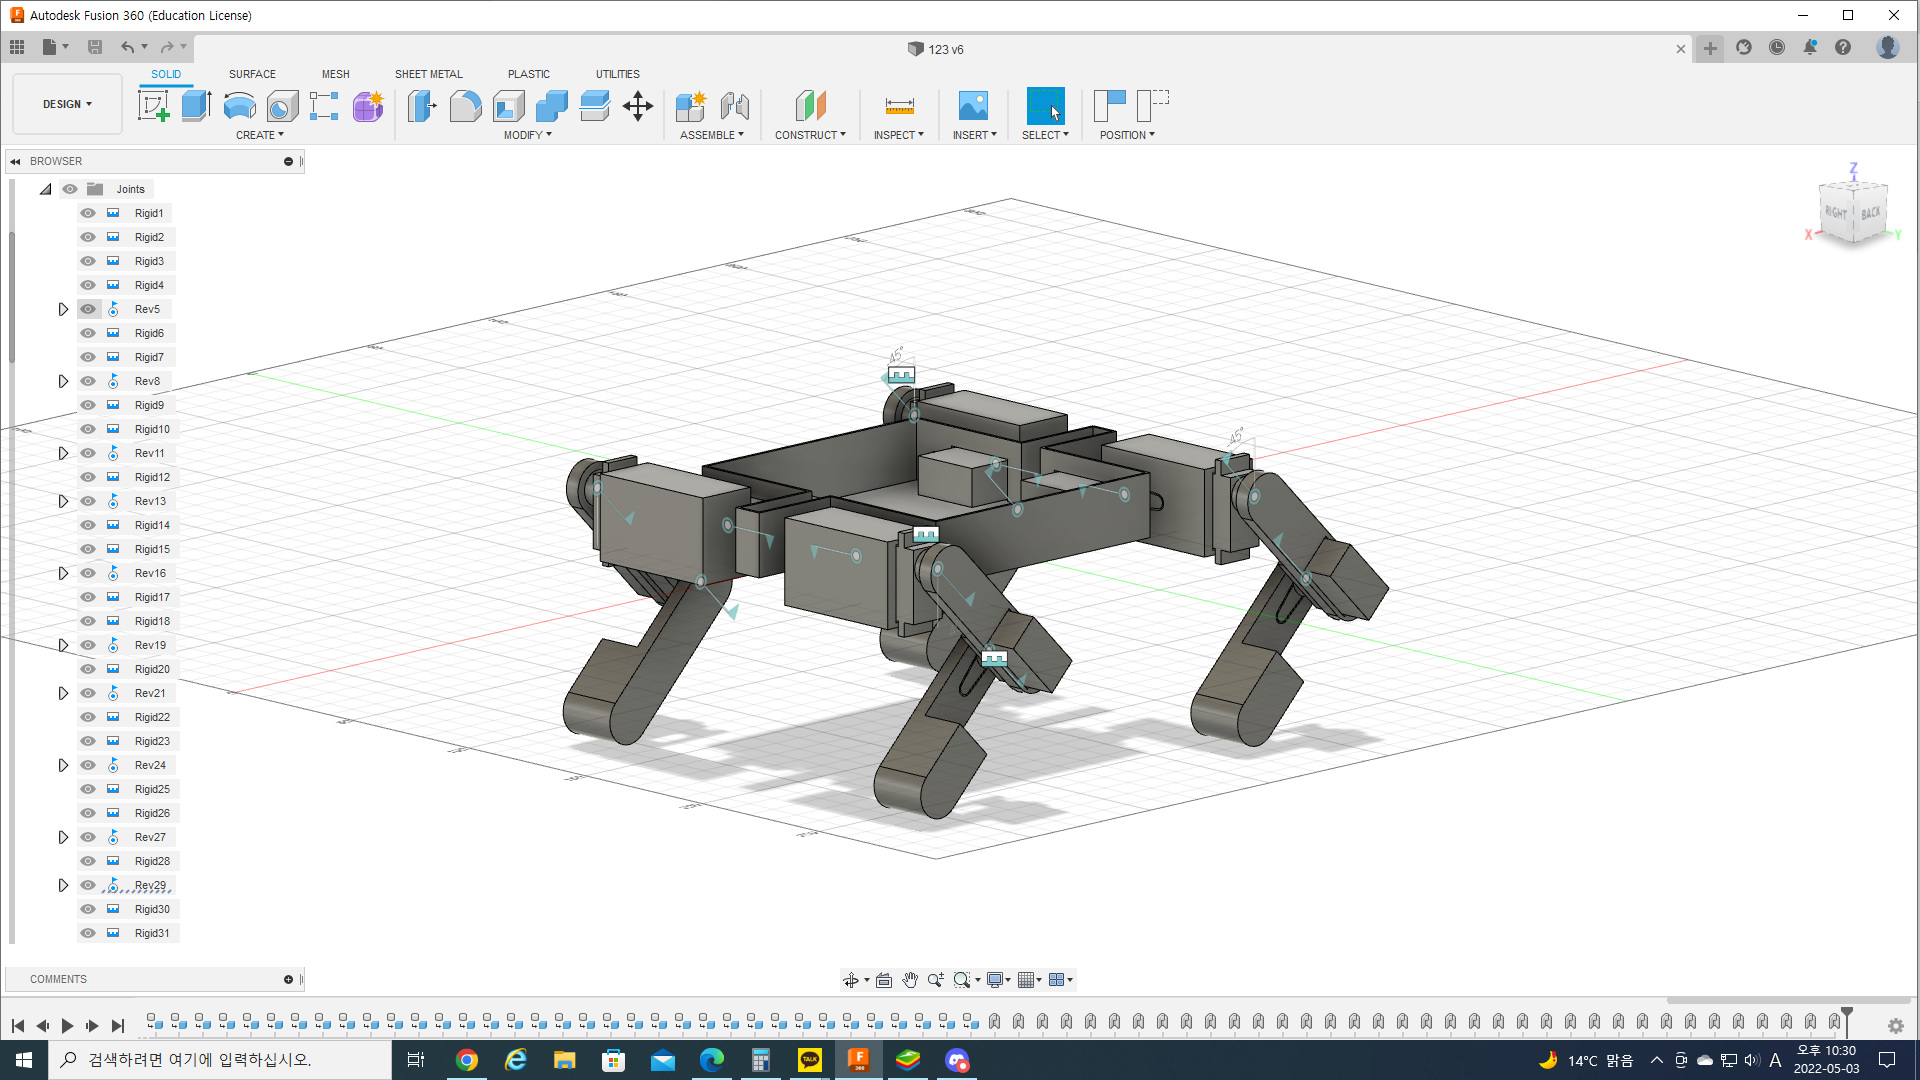 Autodesk Fusion 360 (Education License)
123 v6
SOLID SURFACE MESH SHEET METAL PLASTIC UTILITIES
DESIGN
CREATE MODIFY ASSEMBLE CONSTRUCT INSPECT INSERT SELECT POSITION
BROWSER
Joints
Rigid1
Rigid2
Rigid3
Rigid4
Rev5
Rigid6
Rigid7
Rev8
Rigid9
Rigid10
Rev11
Rigid12
Rev13
Rigid14
Rigid15
Rev16
Rigid17
Rigid18
Rev19
Rigid20
Rev21
Rigid22
Rigid23
Rev24
Rigid25
Rigid26
Rev27
Rigid28
Rev29
Rigid30
Rigid31
Z
RIGHT BACK
X Y
45°
45°
COMMENTS
검색하려면 여기에 입력하십시오.
TALK
F
360
14°C 맑음
A
오후 10:30
2022-05-03